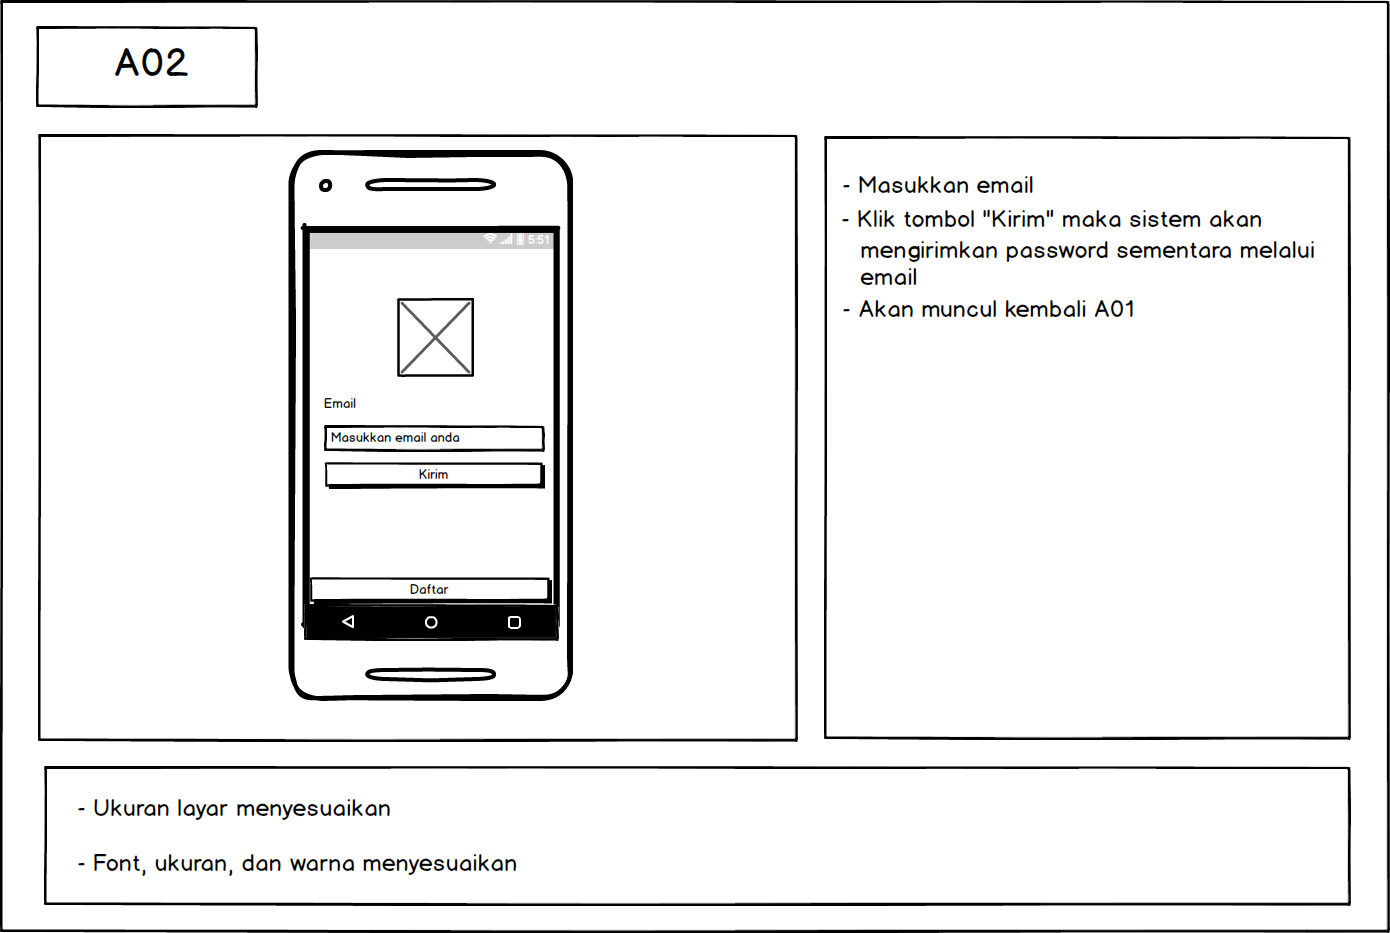 A02
5:51
Email
Masukkan email anda
Kirim
Daftar
- Masukkan email
- Klik tombol "Kirim" maka sistem akan
mengirimkan password sementara melalui
email
- Akan muncul kembali A01
- Ukuran layar menyesuaikan
- Font, ukuran, dan warna menyesuaikan